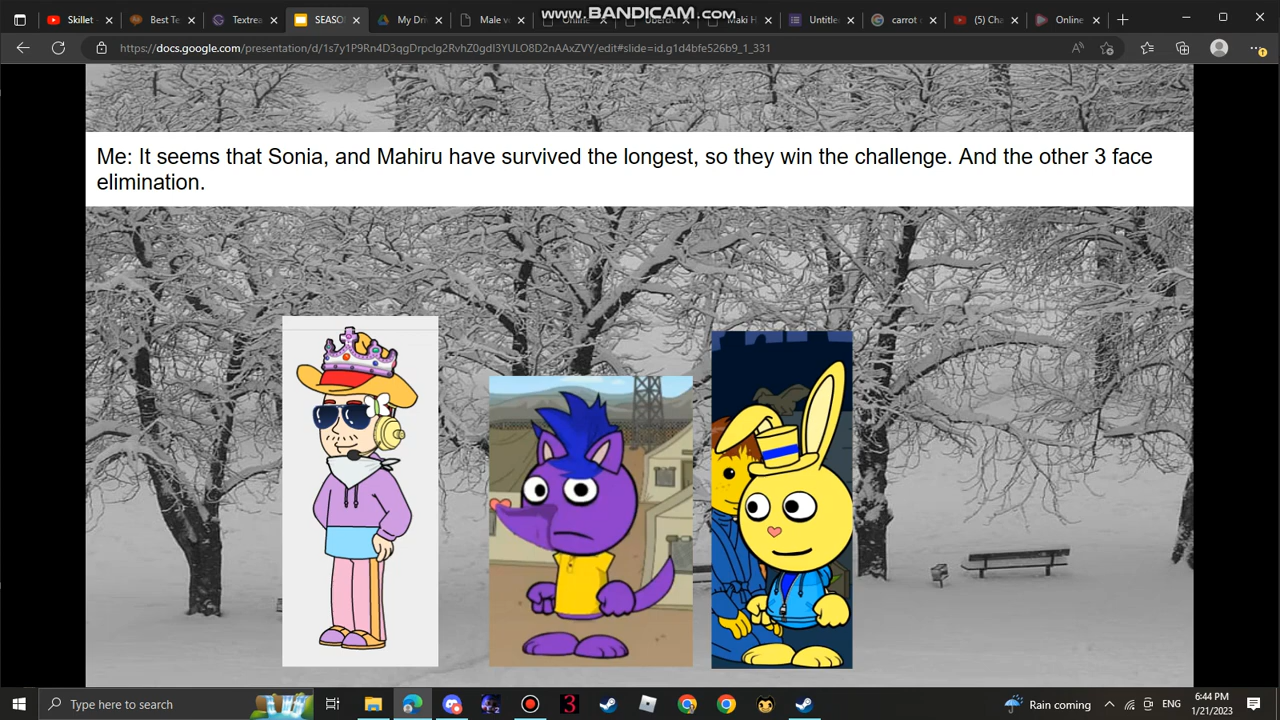 www.BANDICAM.com
Skillet
Best Te
Textrea
SEASO
My Dri
Male v
Online
Maki H
Untitle
carrot c
(5) Cha
Online
https://docs.google.com/presentation/d/1s7y1P9Rn4D3qgDrpclg2RvhZ0gdI3YULO8D2nAAxZVY/edit#slide=id.g1d4bfe526b9_1_331
Me: It seems that Sonia, and Mahiru have survived the longest, so they win the challenge. And the other 3 face
elimination.
Type here to search
3
Rain coming
ENG
6:44 PM
1/21/2023